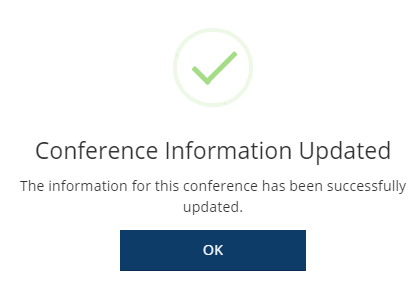 Conference Information Updated
The information for this conference has been successfully
updated.
OK